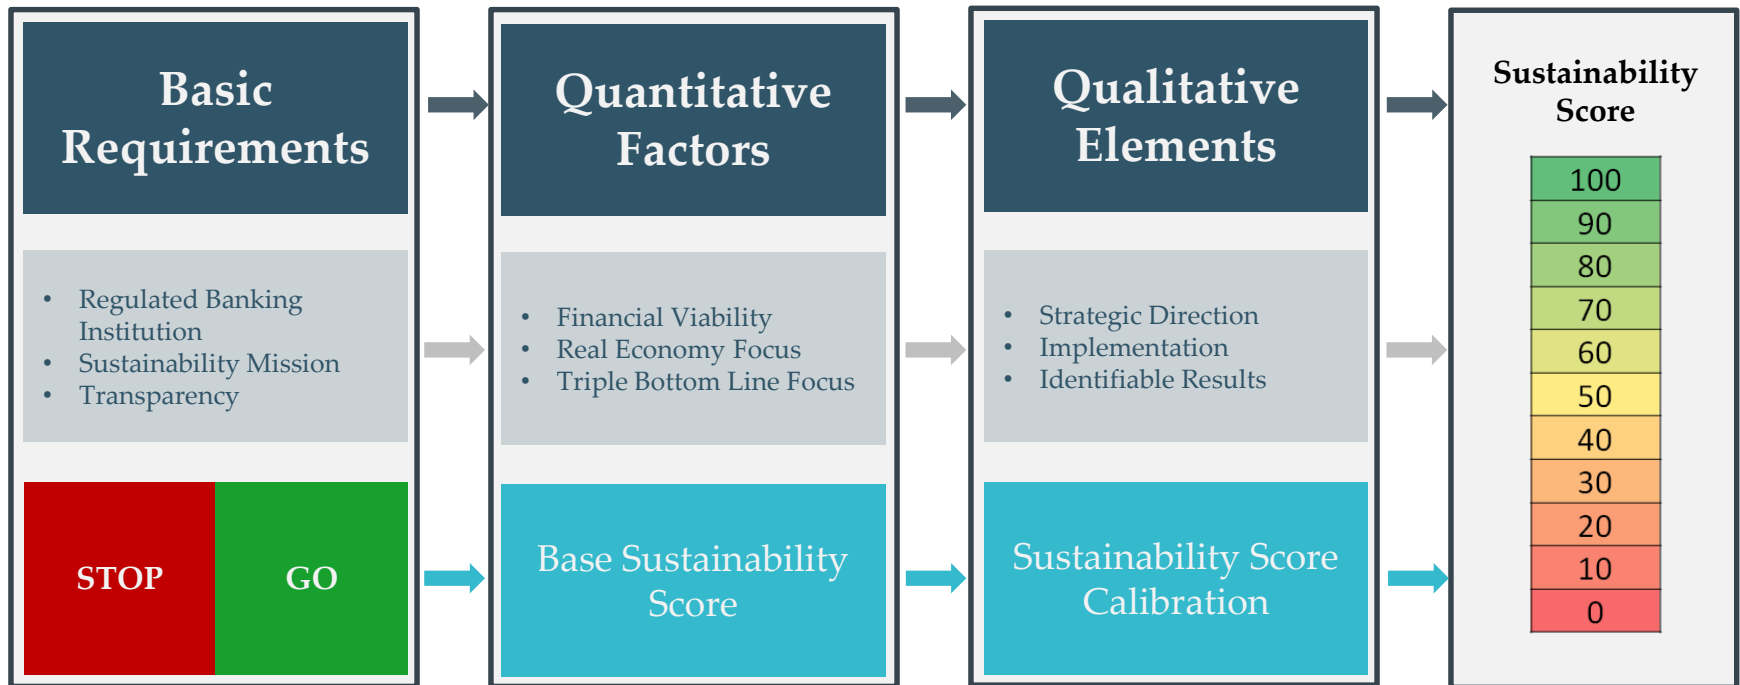 Basic
Requirements
• Regulated Banking
Institution
• Sustainability Mission
• Transparency
STOP
GO
Quantitative
Factors
• Financial Viability
• Real Economy Focus
• Triple Bottom Line Focus
Base Sustainability
Score
Qualitative
Elements
• Strategic Direction
• Implementation
• Identifiable Results
Sustainability Score
Calibration
Sustainability
Score
100
90
80
70
60
50
40
30
20
10
0